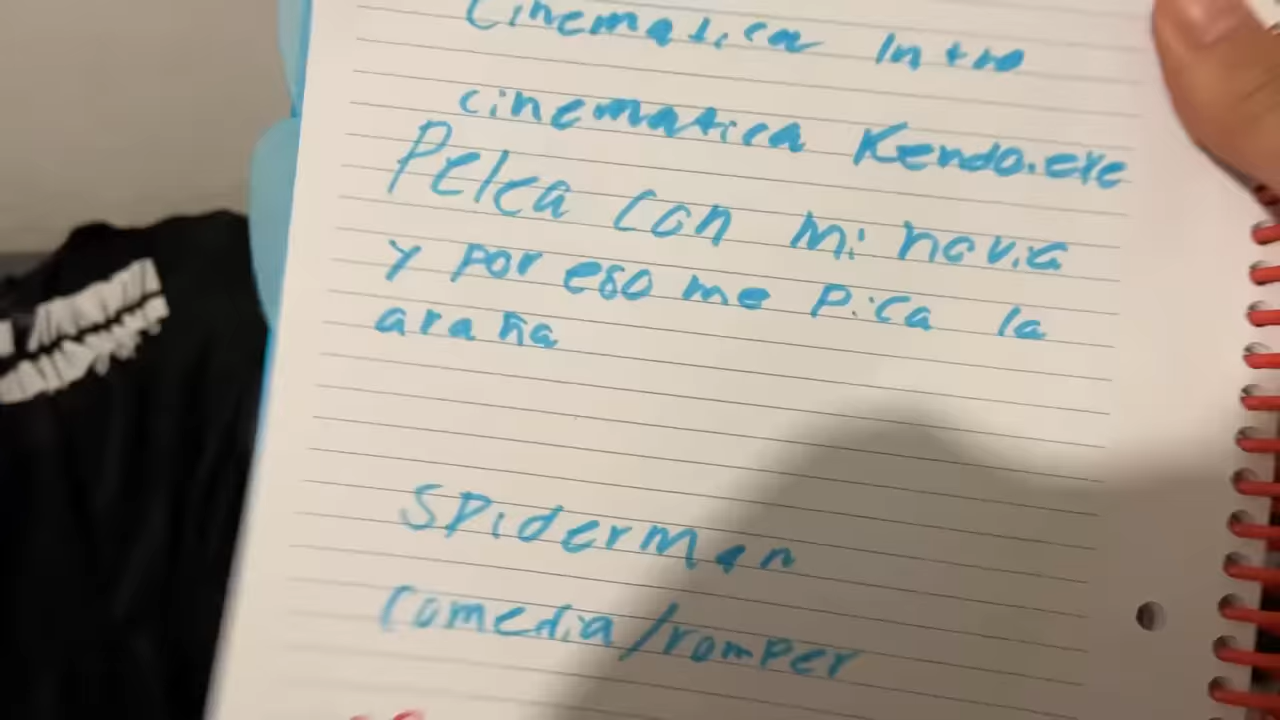 Cinematica Intro
cinematica Kendo.exe
Pelea con mi novia
y por eso me pica la
araña
Spiderman
Comedia/romper